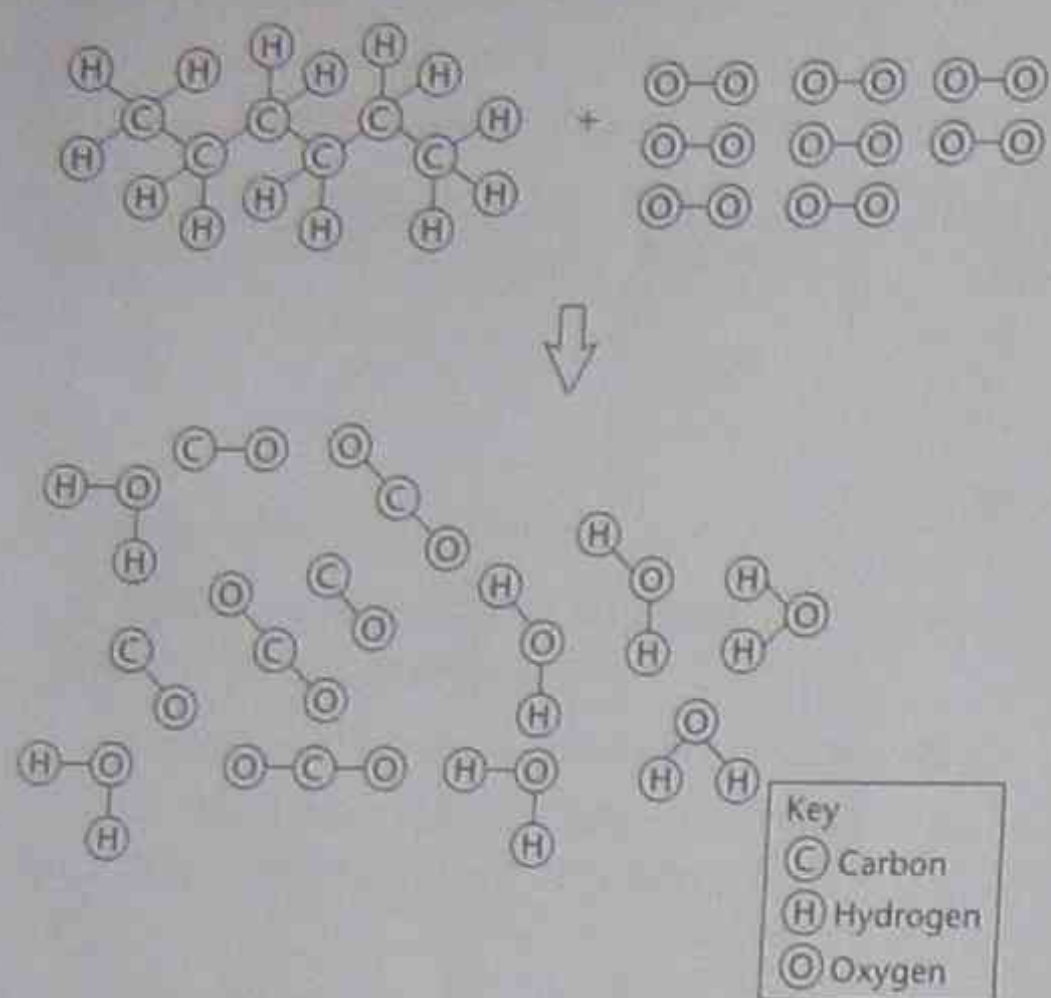 H H H H H H
C C C + O—O O—O O—O
H C C C H
H H H O—O O—O O—O
H H H O—O O—O
C—O O
H—O C
H O H
O C H O H
C C O H O O
O O H H
H O
H—O O—C—O H—O H H
H H
Key
C Carbon
H Hydrogen
O Oxygen